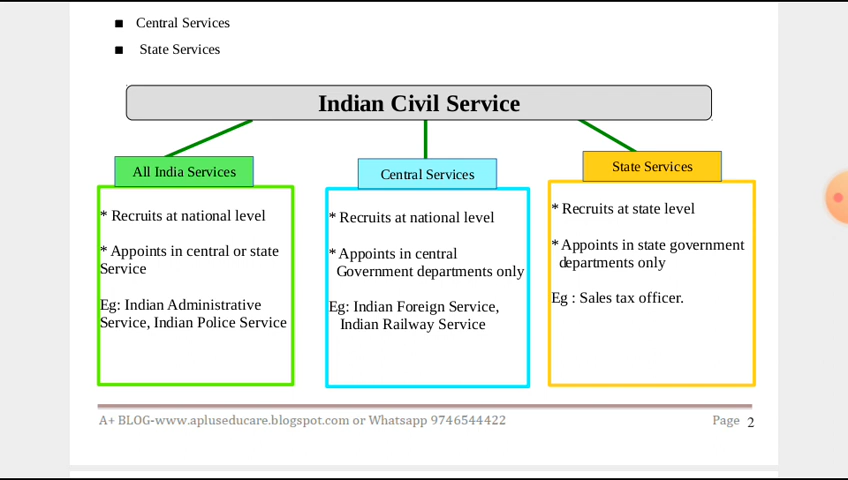 ■ Central Services
■ State Services
Indian Civil Service
All India Services
* Recruits at national level
* Appoints in central or state
Service
Eg: Indian Administrative
Service, Indian Police Service
Central Services
* Recruits at national level
* Appoints in central
Government departments only
Eg: Indian Foreign Service,
Indian Railway Service
State Services
* Recruits at state level
* Appoints in state government
departments only
Eg : Sales tax officer.
A+ BLOG-www.apluseducare.blogspot.com or Whatsapp 9746544422
Page 2